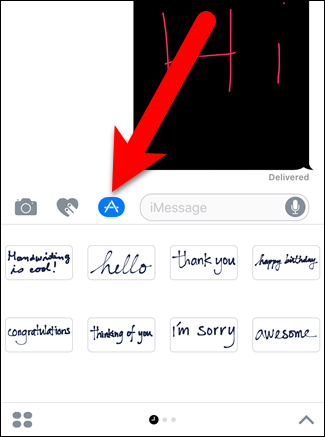 Hi
Delivered
iMessage
Handwriting
is cool!
hello
thank you
happy birthday
congratulations
thinking of you
i'm sorry
awesome